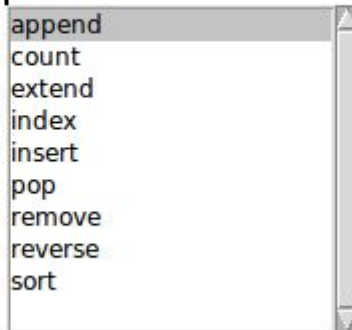 append
count
extend
index
insert
pop
remove
reverse
sort